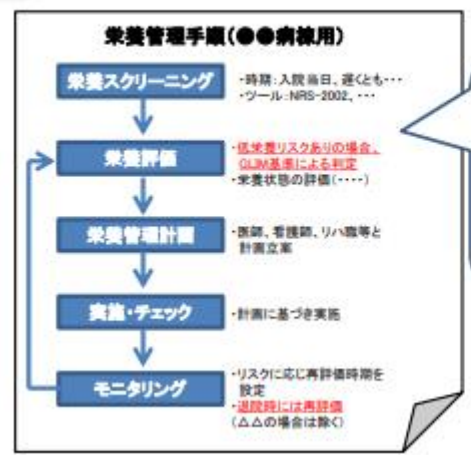 栄養管理手順(●●病棟用)
栄養スクリーニング
・時期:入院当日、遅くとも・・・
・ツール:NRS-2002、・・・
栄養評価
・低栄養リスクありの場合、
GLIM基準による判定
・栄養状態の評価(・・・・)
栄養管理計画
・医師、看護師、リハ職等と
計画立案
実施・チェック
・計画に基づき実施
モニタリング
・リスクに応じ再評価時期を
設定
・退院時には再評価
(△△の場合は除く)